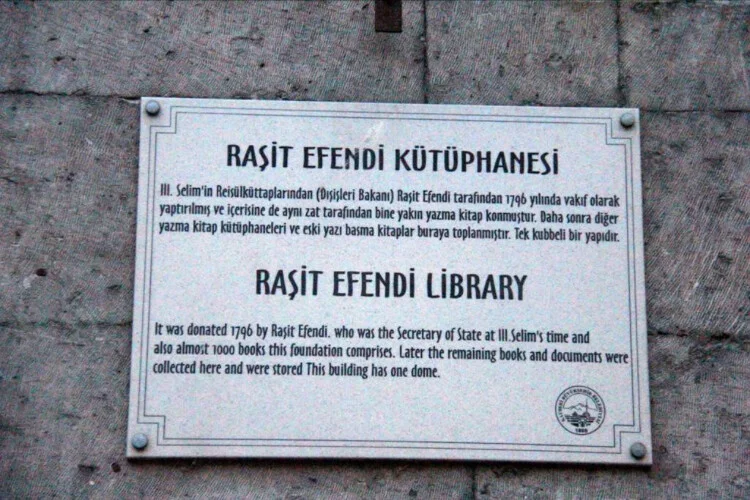 RAŞİT EFENDİ KÜTÜPHANESİ
III. Selim'in Reisülküttaplarından (Dışişleri Bakanı) Raşit Efendi tarafından 1796 yılında vakıf olarak
yaptırılmış ve içerisine de aynı zat tarafından bine yakın yazma kitap konmuştur. Daha sonra diğer
yazma kitap kütüphaneleri ve eski yazı basma kitaplar buraya toplanmıştır. Tek kubbeli bir yapıdır.
RAŞİT EFENDİ LİBRARY
It was donated 1796 by Raşit Efendi. who was the Secretary of State at III.Selim's time and
also almost 1000 books this foundation comprises. Later the remaining books and documents were
collected here and were stored This building has one dome.